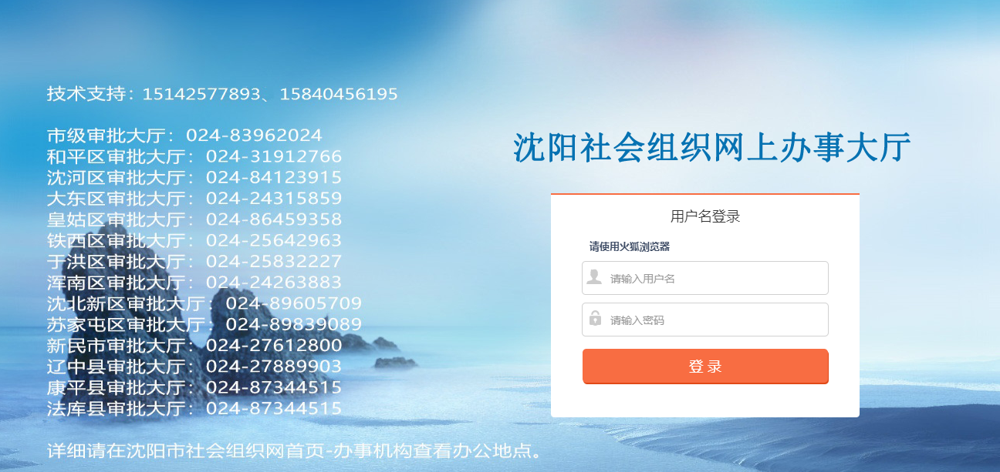 技术支持：15142577893、15840456195
市级审批大厅：024-83962024
和平区审批大厅：024-31912766
沈河区审批大厅：024-84123915
大东区审批大厅：024-24315859
皇姑区审批大厅：024-86459358
铁西区审批大厅：024-25642963
于洪区审批大厅：024-25832227
浑南区审批大厅：024-24263883
沈北新区审批大厅：024-89605709
苏家屯区审批大厅：024-89839089
新民市审批大厅：024-27612800
辽中县审批大厅：024-27889903
康平县审批大厅：024-87344515
法库县审批大厅：024-87344515
详细请在沈阳市社会组织网首页-办事机构查看办公地点。
沈阳社会组织网上办事大厅
用户名登录
请使用火狐浏览器
请输入用户名
请输入密码
登 录